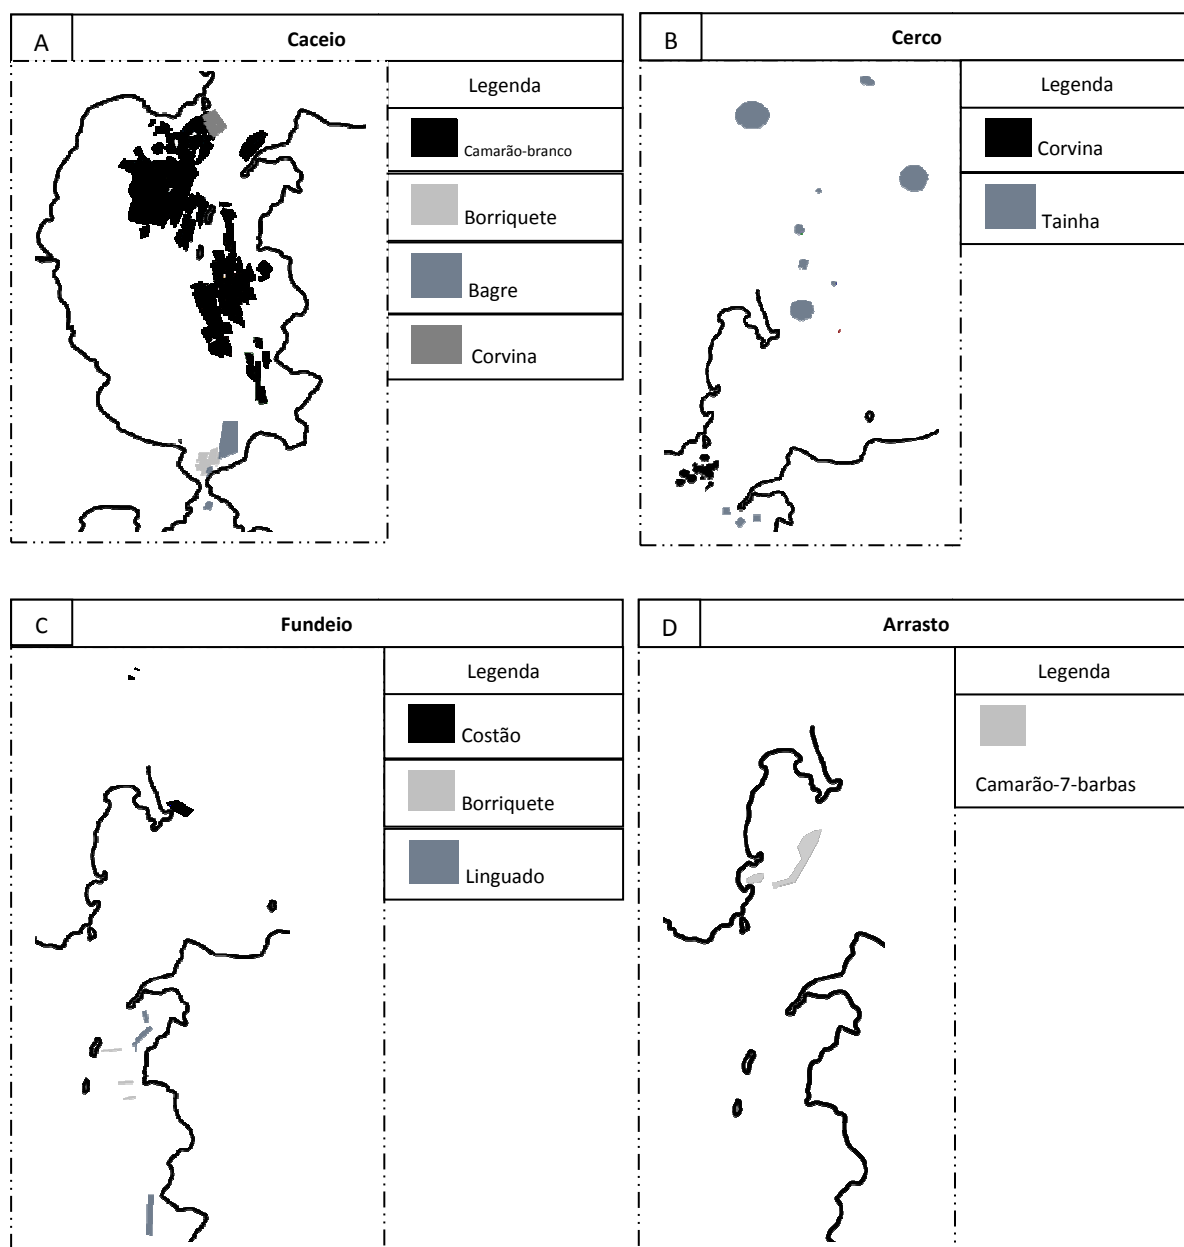 A
Caceio
Legenda
Camarão-branco
Borriquete
Bagre
Corvina
B
Cerco
Legenda
Corvina
Tainha
C
Fundeio
Legenda
Costão
Borriquete
Linguado
D
Arrasto
Legenda
Camarão-7-barbas